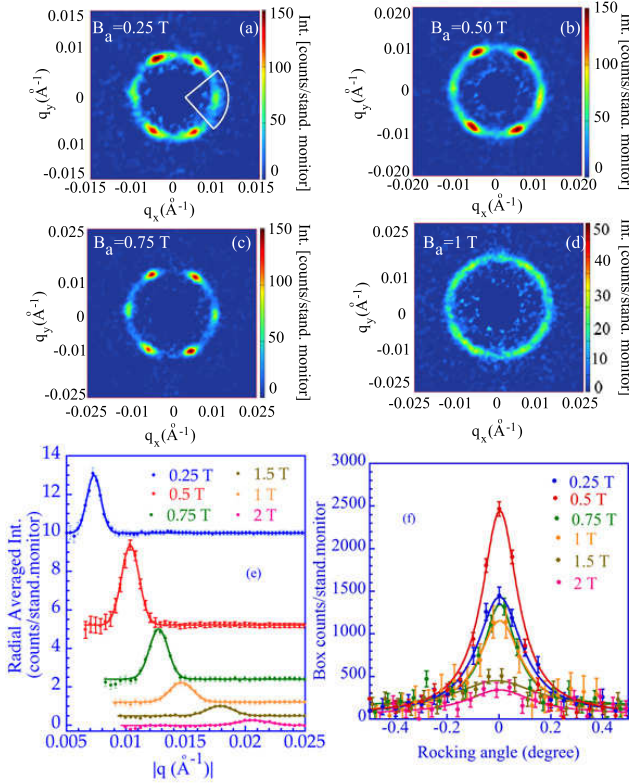 B_a=0.25 T (a)
0.015
0.01
q_y(Å^-1)
0
0.01
-0.015
-0.015 -0.01 0 0.01 0.015
q_x(Å^-1)
150
100
50
0
Int. [counts/stand. monitor]
B_a=0.50 T (b)
0.020
0.01
q_y(Å^-1)
0
-0.01
-0.020
-0.020 -0.01 0 0.01 0.020
q_x(Å^-1)
150
100
50
0
Int. [counts/stand. monitor]
B_a=0.75 T (c)
0.025
0.01
q_y(Å^-1)
0
-0.01
0.025
-0.025 -0.01 0 0.01 0.025
q_x(Å^-1)
150
100
50
0
Int. [counts/stand. monitor]
B_a=1 T (d)
0.025
0.01
q_y(Å^-1)
0
-0.01
0.025
-0.025 -0.01 0 0.01 0.025
q_x(Å^-1)
50
40
30
20
10
0
Int. [counts/stand. monitor]
14
12
10
8
6
4
2
0
Radial Averaged Int.
(counts/stand.monitor)
0.25 T 1.5 T
0.5 T 1 T
0.75 T 2 T
(e)
0.005 0.01 0.015 0.02 0.025
|q (Å^-1)|
3000
2500
2000
1500
1000
500
0
Box counts/stand.monitor
(f)
0.25 T
0.5 T
0.75 T
1 T
1.5 T
2 T
-0.4 -0.2 0 0.2 0.4
Rocking angle (degree)